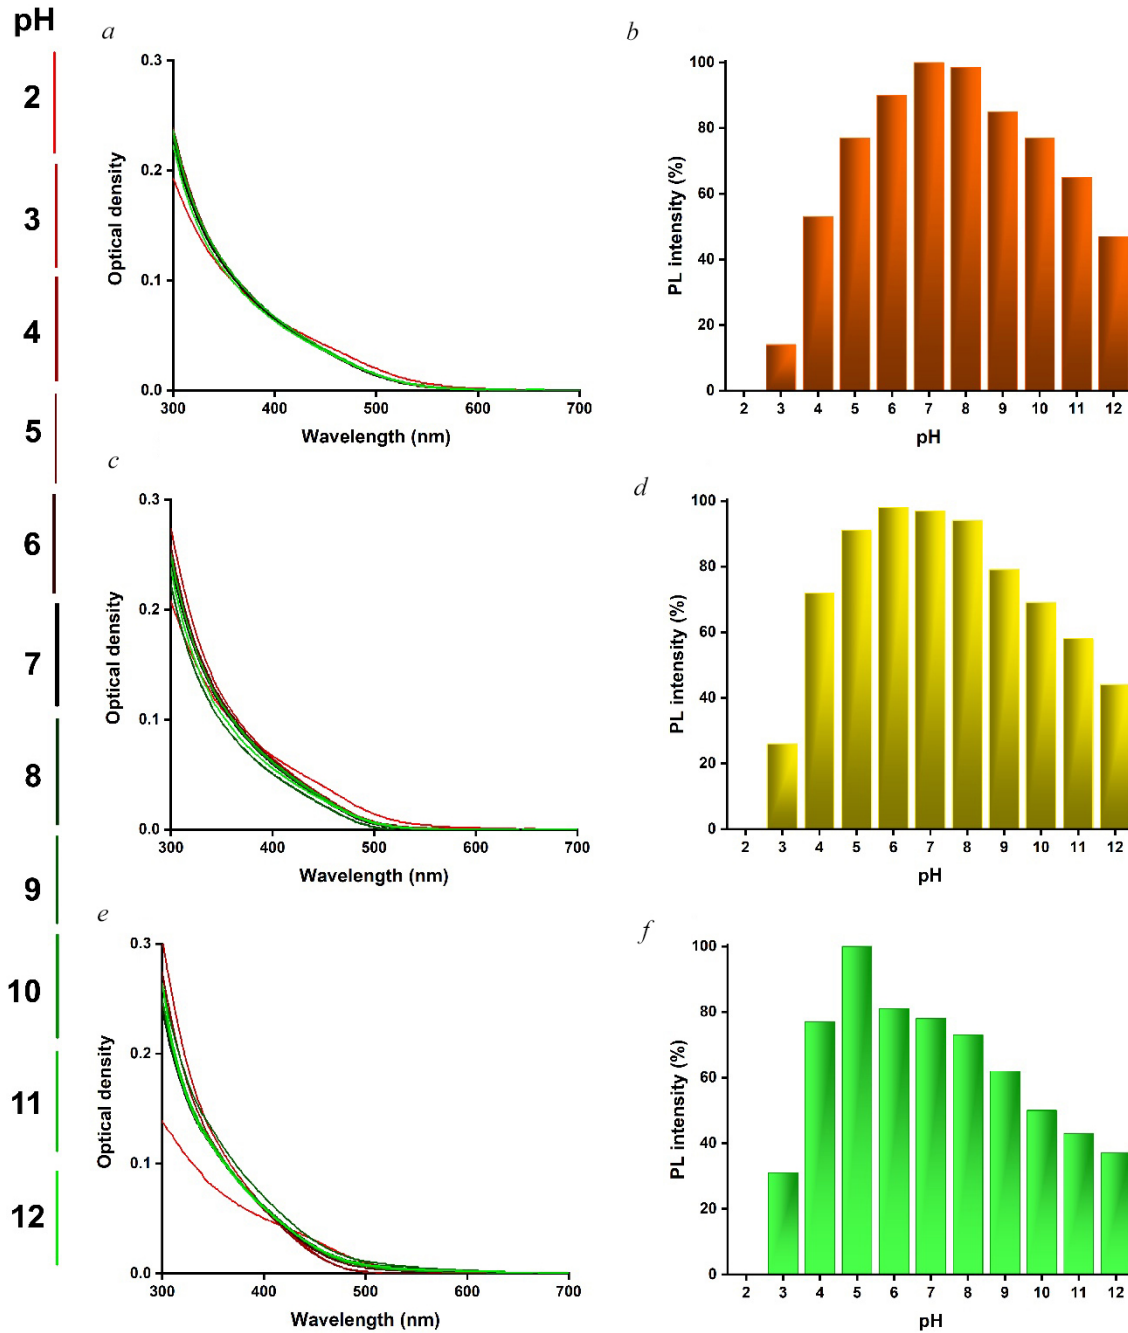 pH
2
3
4
5
6
7
8
9
10
11
12
a
0.3
0.2
0.1
0.0
Optical density
300 400 500 600 700
Wavelength (nm)
b
100
80
60
40
20
0
PL intensity (%)
2 3 4 5 6 7 8 9 10 11 12
pH
c
0.3
0.2
0.1
0.0
Optical density
300 400 500 600 700
Wavelength (nm)
d
100
80
60
40
20
0
PL intensity (%)
2 3 4 5 6 7 8 9 10 11 12
pH
e
0.3
0.2
0.1
0.0
Optical density
300 400 500 600 700
Wavelength (nm)
f
100
80
60
40
20
0
PL intensity (%)
2 3 4 5 6 7 8 9 10 11 12
pH